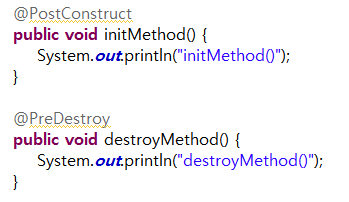 @PostConstruct
public void initMethod() {
System.out.println("initMethod()");
}
@PreDestroy
public void destroyMethod() {
System.out.println("destroyMethod()");
}